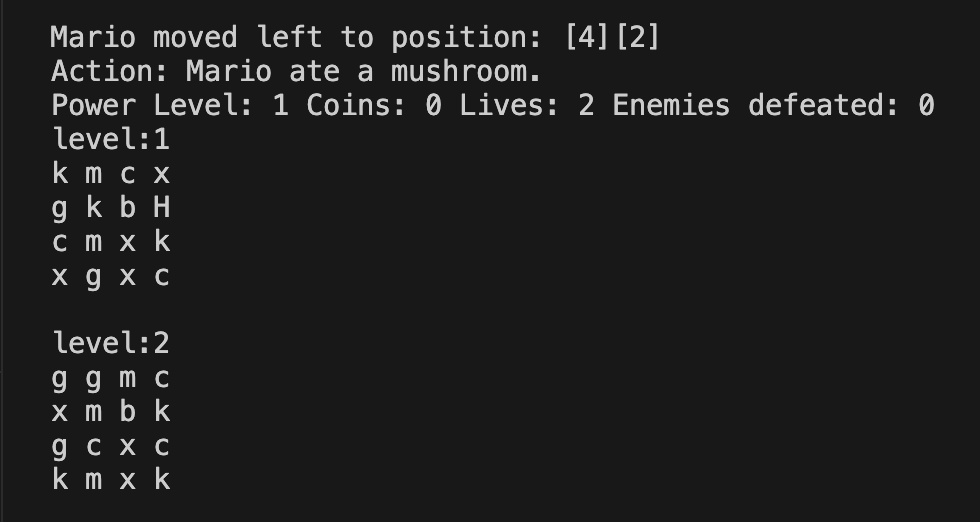 Mario moved left to position: [4][2]
Action: Mario ate a mushroom.
Power Level: 1 Coins: 0 Lives: 2 Enemies defeated: 0
level:1
k m c x
g k b H
c m x k
x g x c
level:2
g g m c
x m b k
g c x c
k m x k